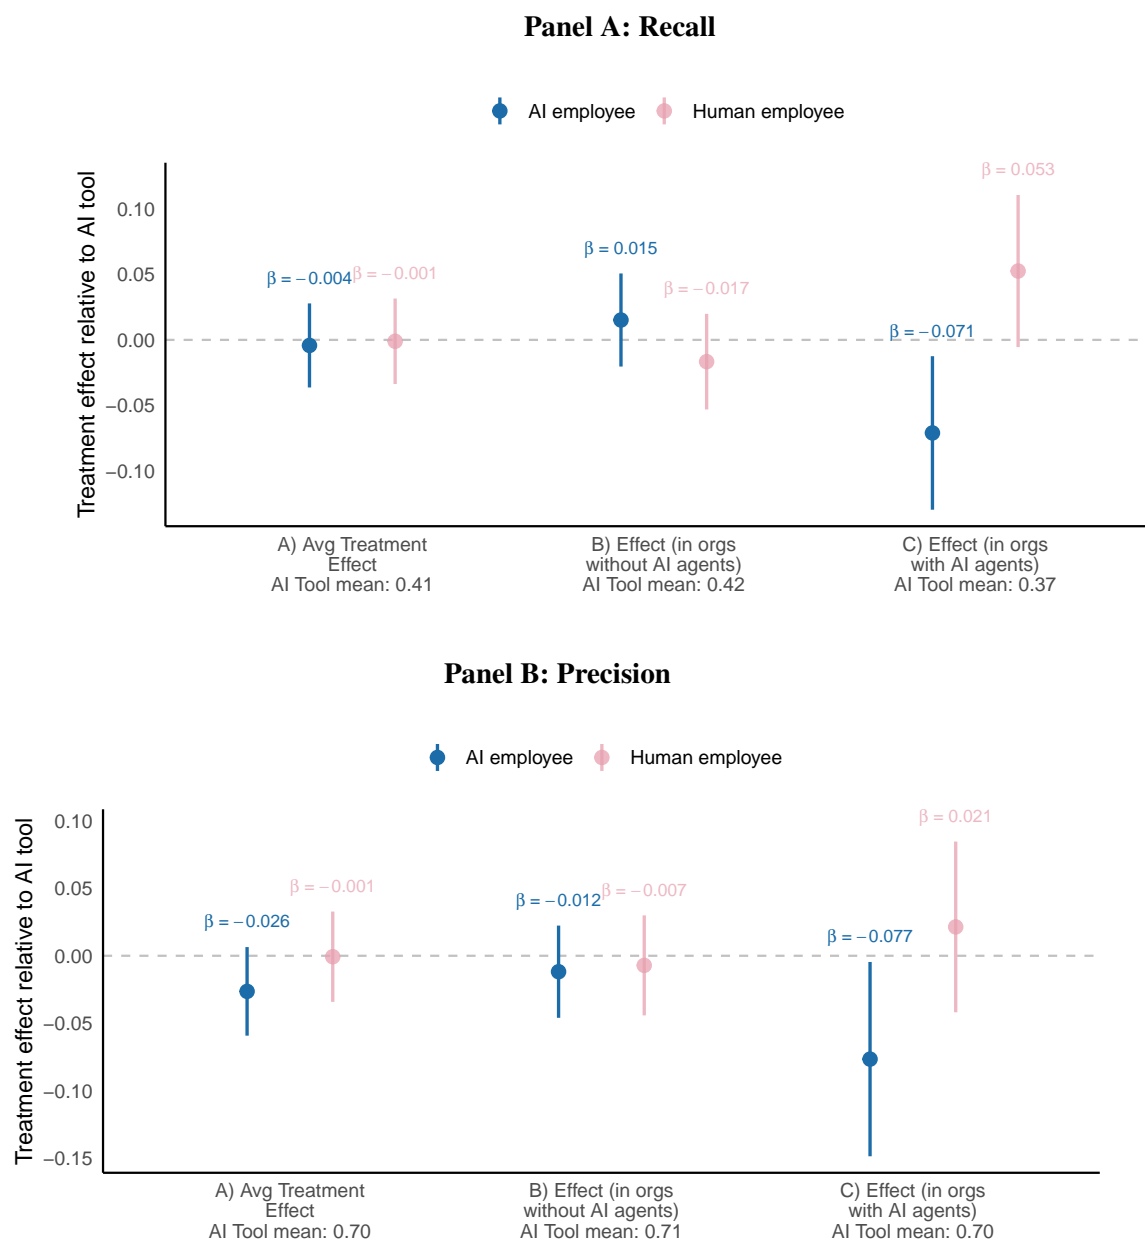 Panel A: Recall
AI employee Human employee
Treatment effect relative to AI tool
0.10
0.05
0.00
−0.05
−0.10
β = −0.004
β = −0.001
β = 0.015
β = −0.017
β = −0.071
β = 0.053
A) Avg Treatment
Effect
AI Tool mean: 0.41
B) Effect (in orgs
without AI agents)
AI Tool mean: 0.42
C) Effect (in orgs
with AI agents)
AI Tool mean: 0.37
Panel B: Precision
AI employee Human employee
Treatment effect relative to AI tool
0.10
0.05
0.00
−0.05
−0.10
−0.15
β = −0.026
β = −0.001
β = −0.012
β = −0.007
β = −0.077
β = 0.021
A) Avg Treatment
Effect
AI Tool mean: 0.70
B) Effect (in orgs
without AI agents)
AI Tool mean: 0.71
C) Effect (in orgs
with AI agents)
AI Tool mean: 0.70